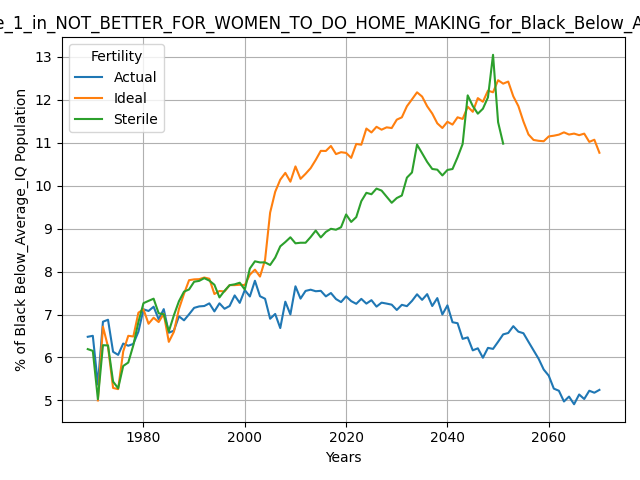 e_1_in_NOT_BETTER_FOR_WOMEN_TO_DO_HOME_MAKING_for_Black_Below_A
Fertility
Actual
Ideal
Sterile
% of Black Below_Average_IQ Population
13
12
11
10
9
8
7
6
5
1980 2000 2020 2040 2060
Years